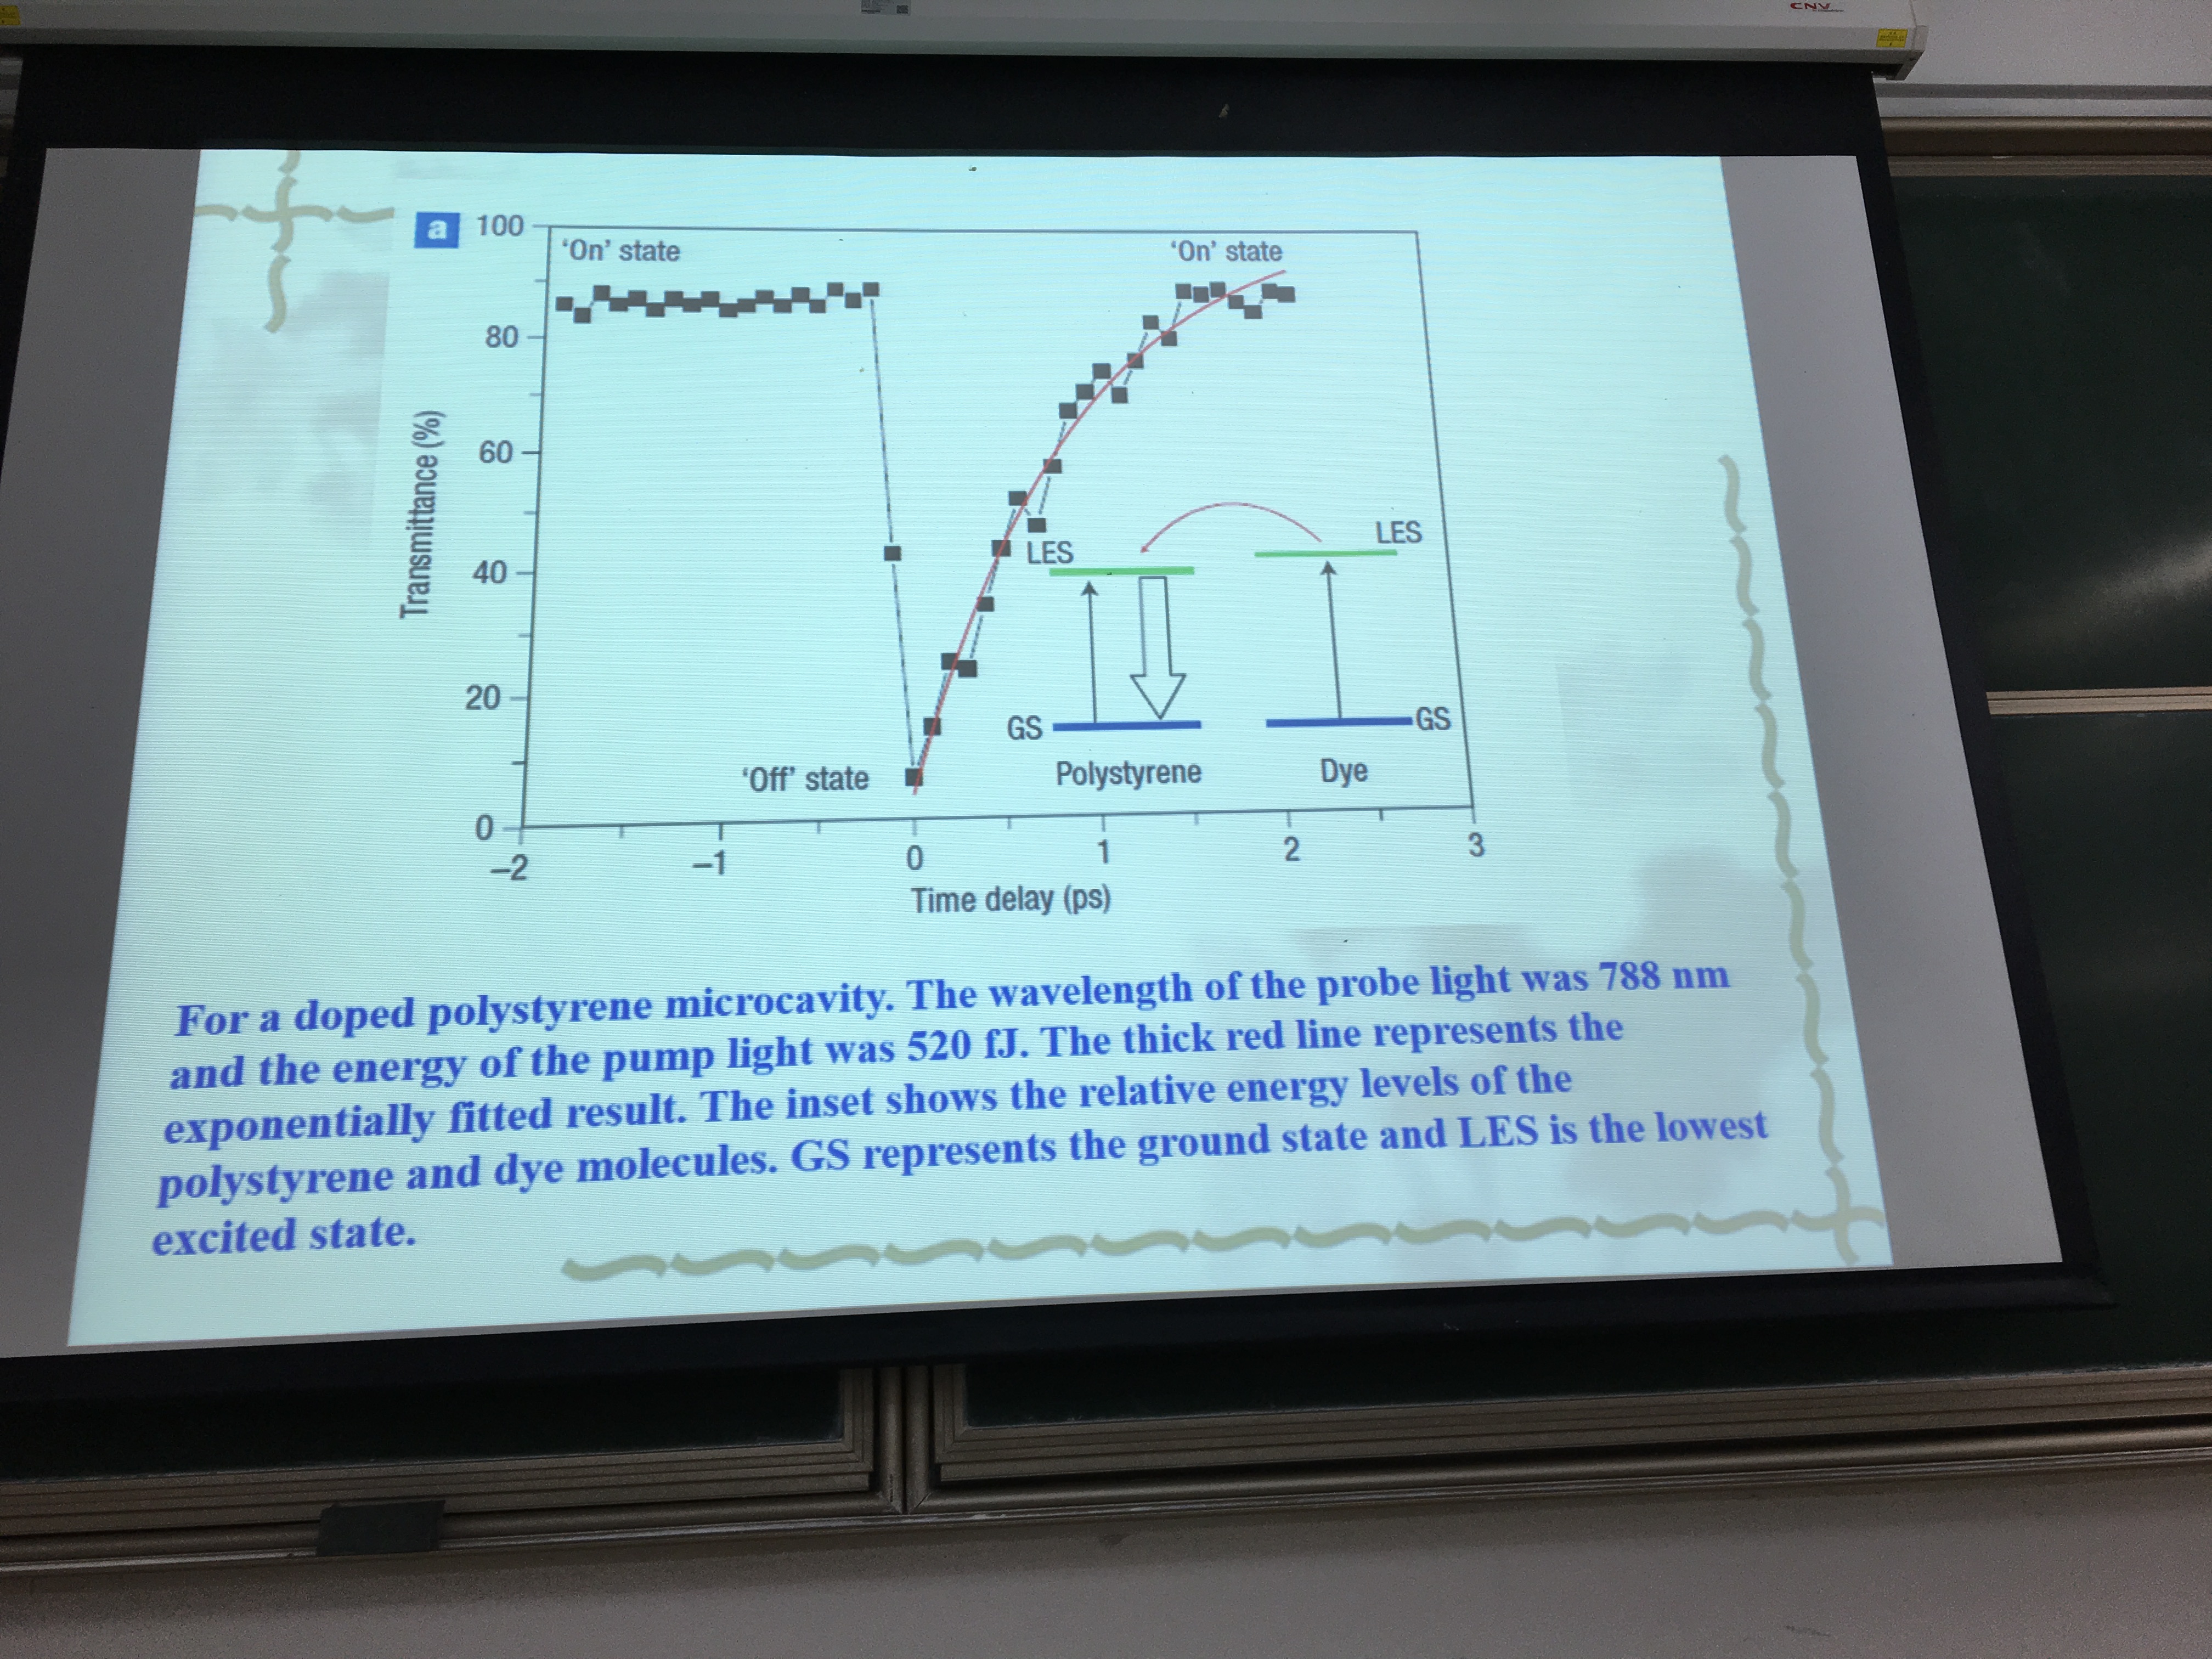 CNV
a
100
80
60
40
20
0
Transmittance (%)
‘On’ state
‘On’ state
‘Off’ state
LES
LES
GS
GS
Polystyrene
Dye
–2
–1
0
1
2
3
Time delay (ps)
For a doped polystyrene microcavity. The wavelength of the probe light was 788 nm
and the energy of the pump light was 520 fJ. The thick red line represents the
exponentially fitted result. The inset shows the relative energy levels of the
polystyrene and dye molecules. GS represents the ground state and LES is the lowest
excited state.